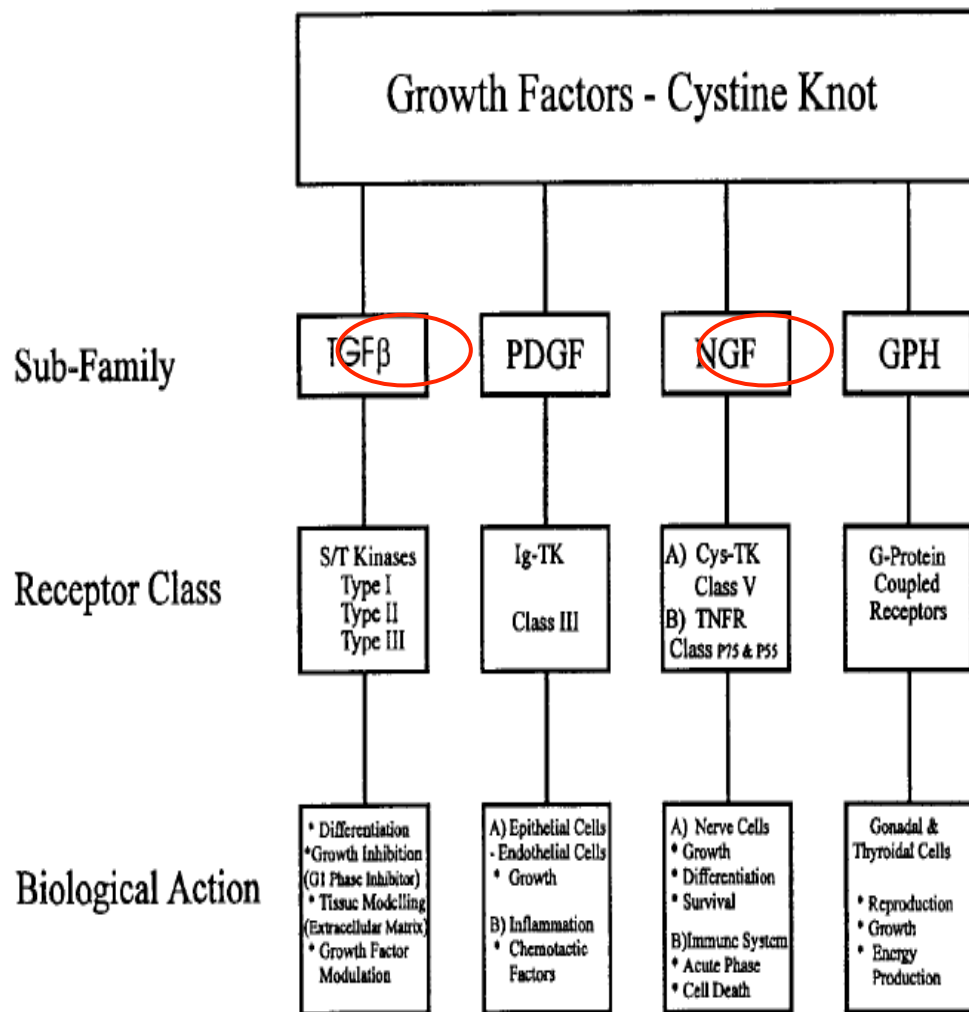 Growth Factors - Cystine Knot
Sub-Family
TGFβ
PDGF
NGF
GPH
Receptor Class
S/T Kinases
Type I
Type II
Type III
Ig-TK
Class III
A) Cys-TK
Class V
B) TNFR
Class P75 & P55
G-Protein
Coupled
Receptors
Biological Action
* Differentiation
*Growth Inhibition
(G1 Phase Inhibitor)
* Tissue Modelling
(Extracellular Matrix)
* Growth Factor
Modulation
A) Epithelial Cells
- Endothelial Cells
* Growth
B) Inflammation
* Chemotactic
Factors
A) Nerve Cells
* Growth
* Differentiation
* Survival
B)Immune System
* Acute Phase
* Cell Death
Gonadal &
Thyroidal Cells
* Reproduction
* Growth
* Energy
Production